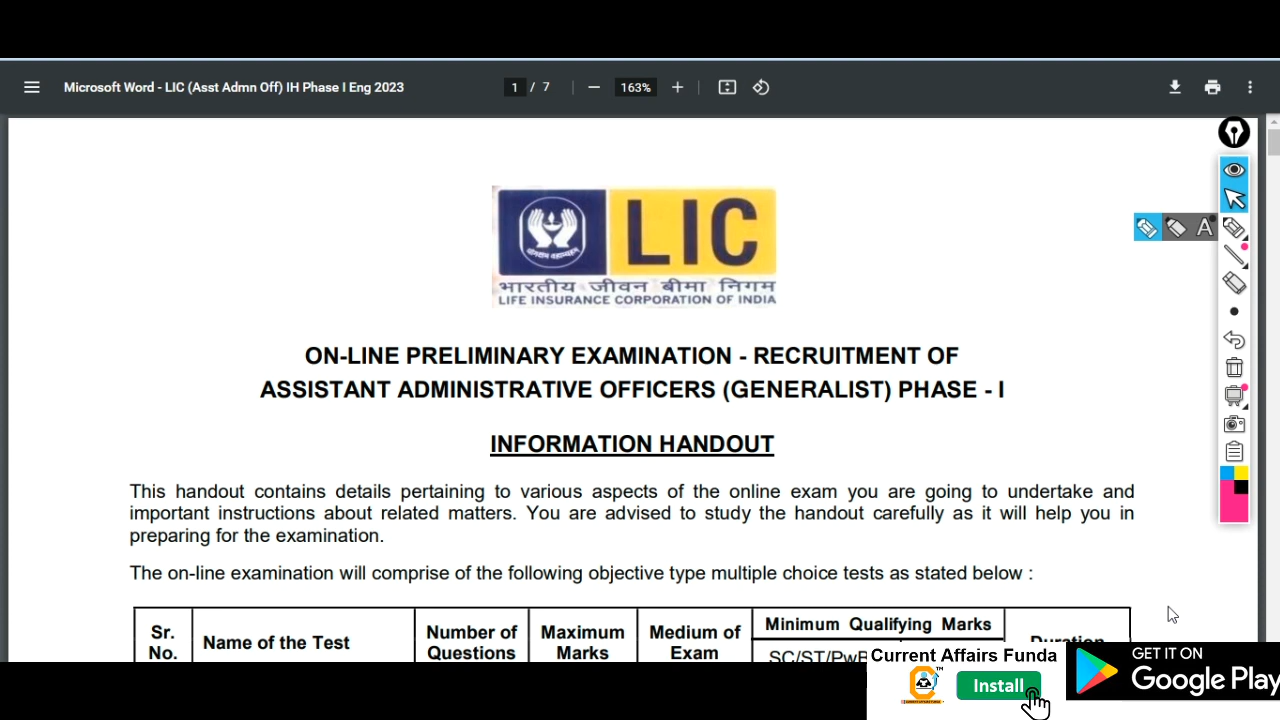 Microsoft Word - LIC (Asst Admn Off) IH Phase I Eng 2023
1 / 7
163%
LIC
भारतीय जीवन बीमा निगम
LIFE INSURANCE CORPORATION OF INDIA
A
ON-LINE PRELIMINARY EXAMINATION - RECRUITMENT OF
ASSISTANT ADMINISTRATIVE OFFICERS (GENERALIST) PHASE - I
INFORMATION HANDOUT
This handout contains details pertaining to various aspects of the online exam you are going to undertake and
important instructions about related matters. You are advised to study the handout carefully as it will help you in
preparing for the examination.
The on-line examination will comprise of the following objective type multiple choice tests as stated below :
Sr.
No.
Name of the Test
Number of
Questions
Maximum
Marks
Medium of
Exam
Minimum Qualifying Marks
SC/ST/PwB
Duration
Current Affairs Funda
Install
GET IT ON
Google Play